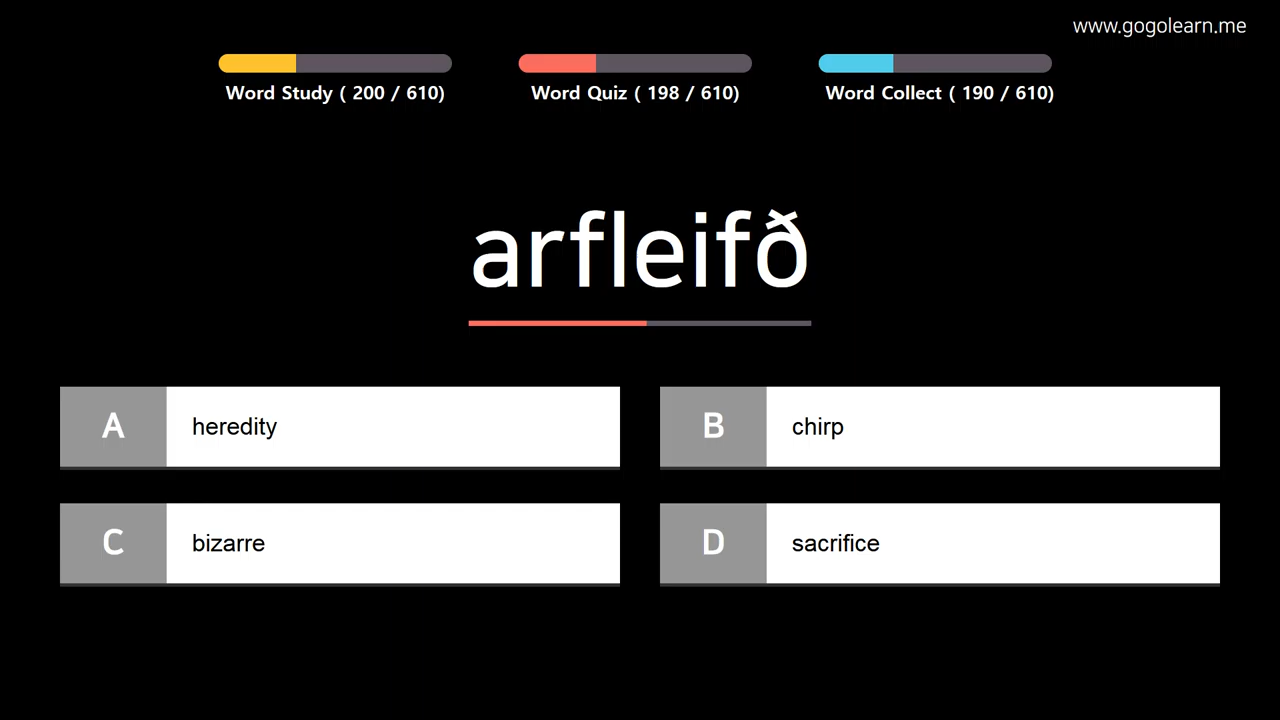 www.gogolearn.me
Word Study ( 200 / 610)
Word Quiz ( 198 / 610)
Word Collect ( 190 / 610)
arfleifð
A heredity
B chirp
C bizarre
D sacrifice